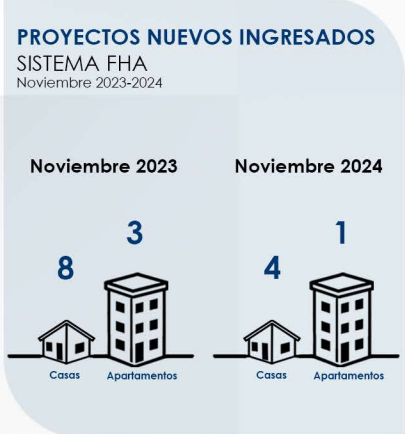 PROYECTOS NUEVOS INGRESADOS
SISTEMA FHA
Noviembre 2023-2024
Noviembre 2023
Noviembre 2024
3
8
1
4
Casas
Apartamentos
Casas
Apartamentos